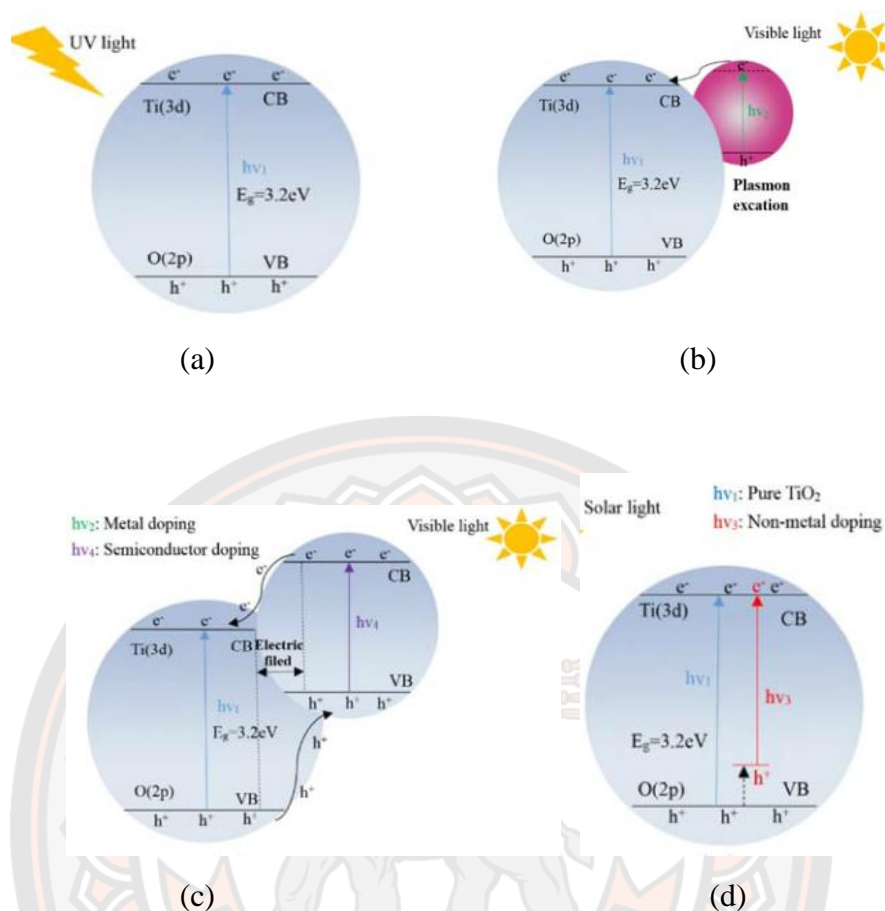 UV light
e⁻ e⁻ e⁻
Ti(3d) CB
hv₁
E_g=3.2eV
O(2p) VB
h⁺ h⁺ h⁺
(a)
Visible light
e⁻ e⁻ e⁻ e⁻
Ti(3d) CB
hv₂
hv₁
E_g=3.2eV
h⁺
Plasmon
excation
O(2p) VB
h⁺ h⁺ h⁺
(b)
hv₂: Metal doping
hv₄: Semiconductor doping
Visible light
e⁻ e⁻ e⁻
CB
e⁻
e⁻
e⁻ e⁻
Ti(3d) CB
Electric
filed
hv₄
VB
h⁺ h⁺ h⁺
hv₁
E_g=3.2eV
h⁺
h⁺
O(2p) VB
h⁺ h⁺ h⁺
(c)
Solar light
hv₁: Pure TiO₂
hv₃: Non-metal doping
e⁻ e⁻ e⁻ e⁻
Ti(3d) CB
hv₁
hv₃
E_g=3.2eV
h⁺
O(2p) VB
h⁺ h⁺ h⁺
(d)